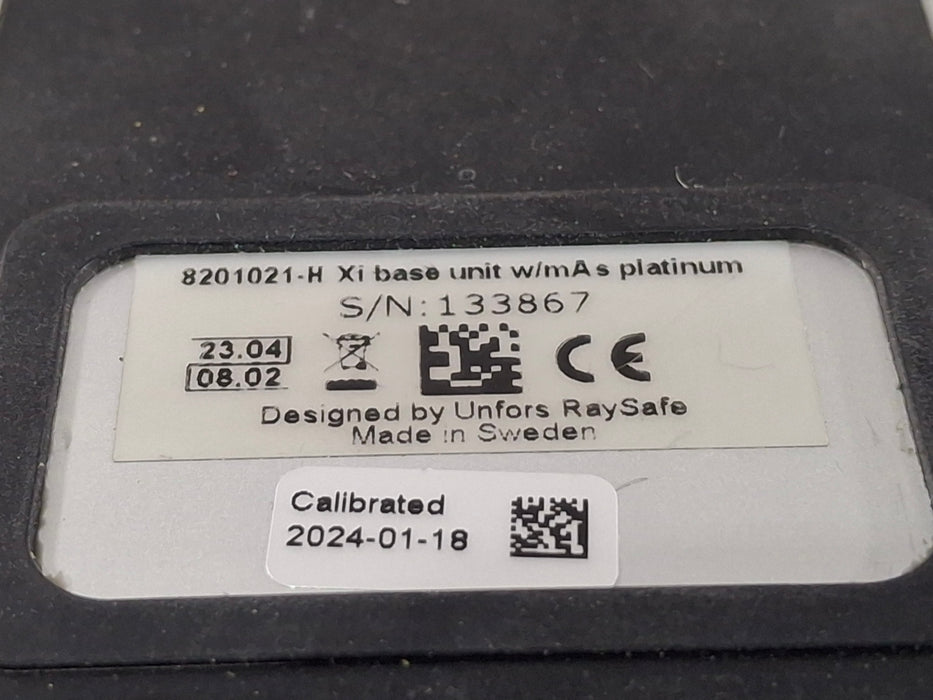 8201021-H Xi base unit w/mAs platinum
S/N:133867
23.04
08.02
CE
Designed by Unfors RaySafe
Made in Sweden
Calibrated
2024-01-18